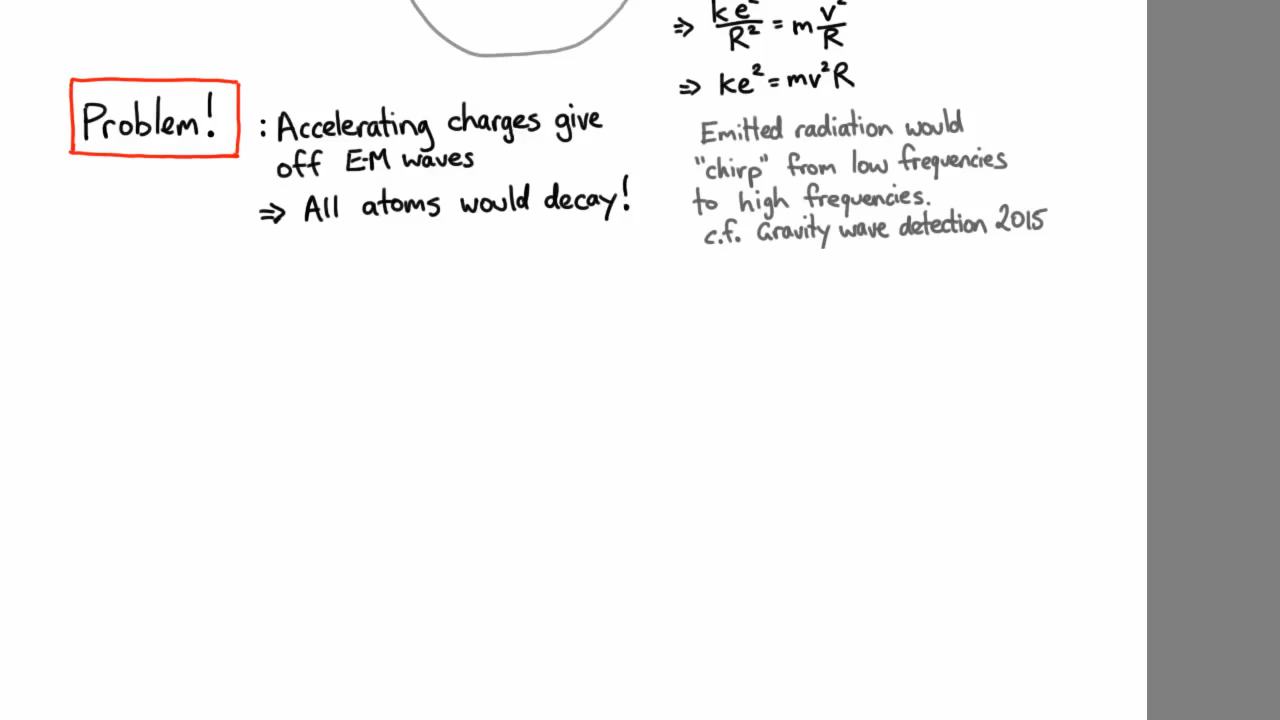 ⇒ ke²/R² = m v²/R
⇒ ke² = mv²R
Problem!
: Accelerating charges give
off E-M waves
⇒ All atoms would decay!
Emitted radiation would
"chirp" from low frequencies
to high frequencies.
c.f. Gravity wave detection 2015